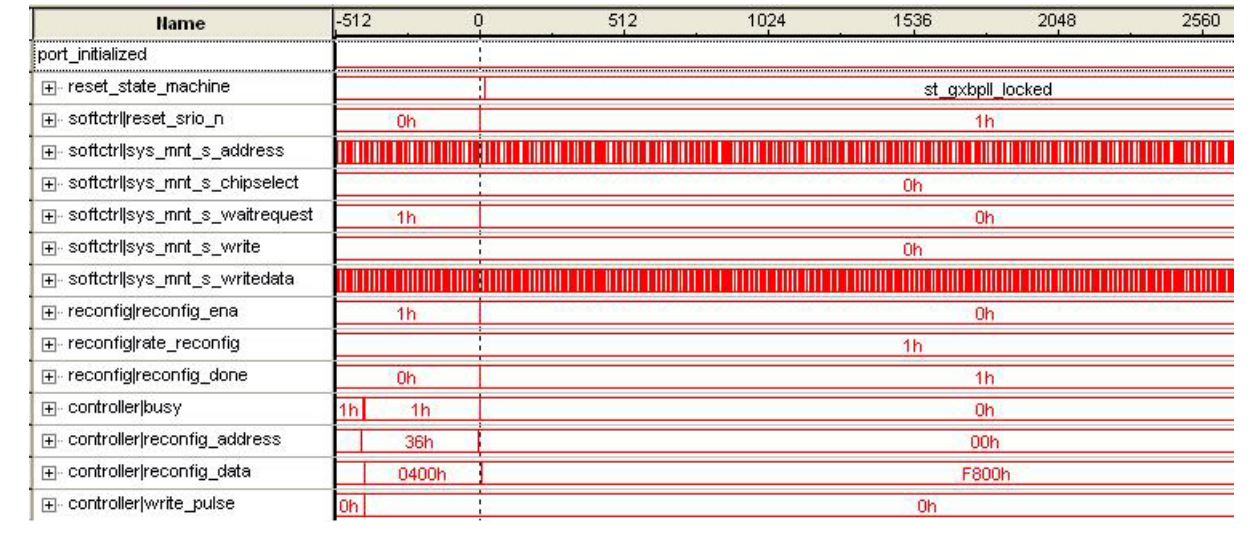 Name -512 0 512 1024 1536 2048 2560
port_initialized
reset_state_machine st_gxbpll_locked
softctrl|reset_srio_n 0h 1h
softctrl|sys_mnt_s_address
softctrl|sys_mnt_s_chipselect 0h
softctrl|sys_mnt_s_waitrequest 1h 0h
softctrl|sys_mnt_s_write 0h
softctrl|sys_mnt_s_writedata
reconfig|reconfig_ena 1h 0h
reconfig|rate_reconfig 1h
reconfig|reconfig_done 0h 1h
controller|busy 1h 1h 0h
controller|reconfig_address 36h 00h
controller|reconfig_data 0400h F800h
controller|write_pulse 0h 0h